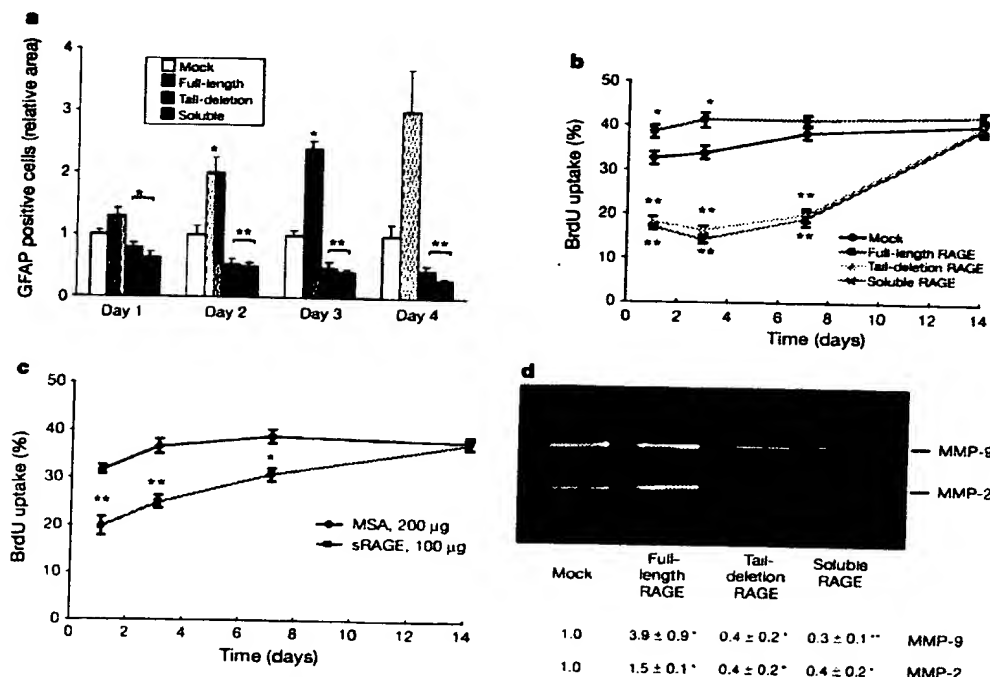 a
GFAP positive cells (relative area)
4
3
2
1
0
Mock
Full-length
Tail-deletion
Soluble
*
*
**
*
**
**
Day 1
Day 2
Day 3
Day 4
b
BrdU uptake (%)
50
40
30
20
10
0
*
*
**
**
**
**
**
**
Mock
Full-length RAGE
Tail-deletion RAGE
Soluble RAGE
0 2 4 6 8 10 12 14
Time (days)
c
BrdU uptake (%)
50
40
30
20
10
0
**
**
*
MSA, 200 μg
sRAGE, 100 μg
0 2 4 6 8 10 12 14
Time (days)
d
MMP-9
MMP-2
Mock
Full-
length
RAGE
Tail-
deletion
RAGE
Soluble
RAGE
1.0 3.9 ± 0.9* 0.4 ± 0.2* 0.3 ± 0.1** MMP-9
1.0 1.5 ± 0.1* 0.4 ± 0.2* 0.4 ± 0.2* MMP-2